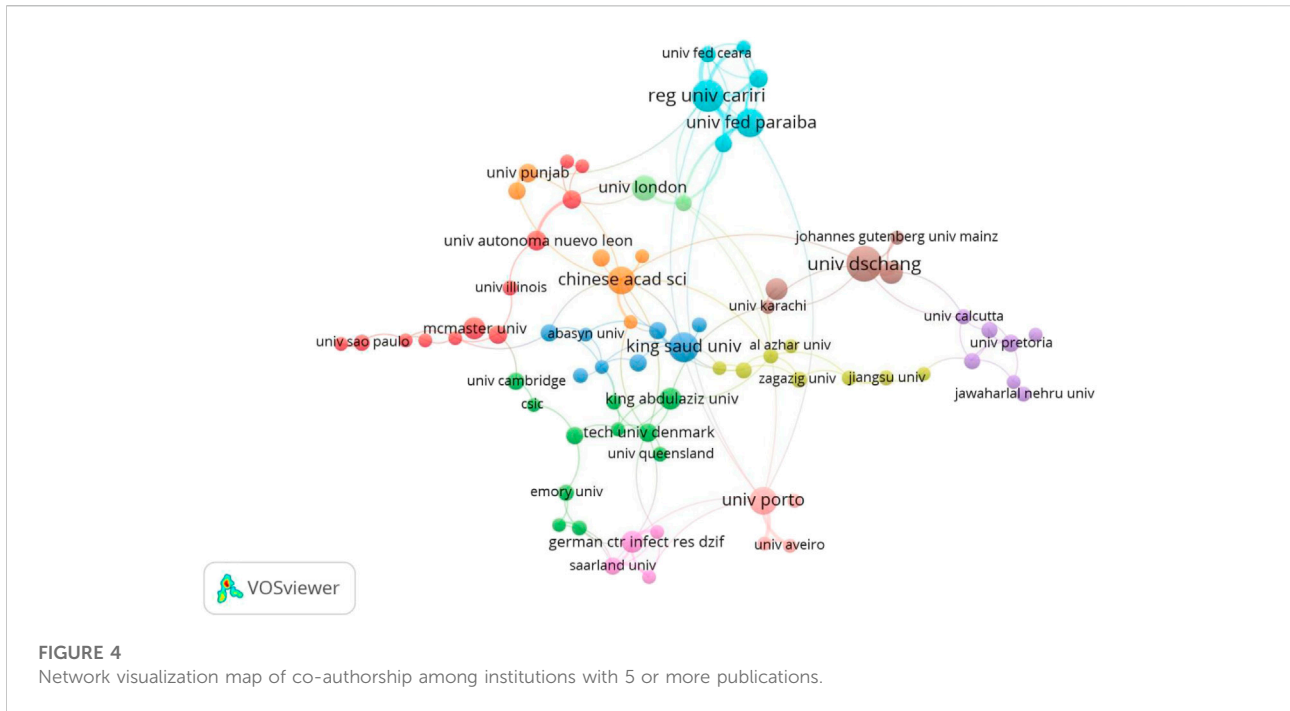 univ fed ceara
reg univ cariri
univ fed paraiba
univ punjab
univ london
univ autonoma nuevo leon
johannes gutenberg univ mainz
univ dschang
chinese acad sci
univ illinois
univ karachi
univ calcutta
mcmaster univ
univ sao paulo
abasyn univ
king saud univ
al azhar univ
univ pretoria
univ cambridge
zagazig univ
jiangsu univ
jawaharlal nehru univ
csic
king abdulaziz univ
tech univ denmark
univ queensland
emory univ
univ porto
german ctr infect res dzif
univ aveiro
saarland univ
VOSviewer
FIGURE 4
Network visualization map of co-authorship among institutions with 5 or more publications.